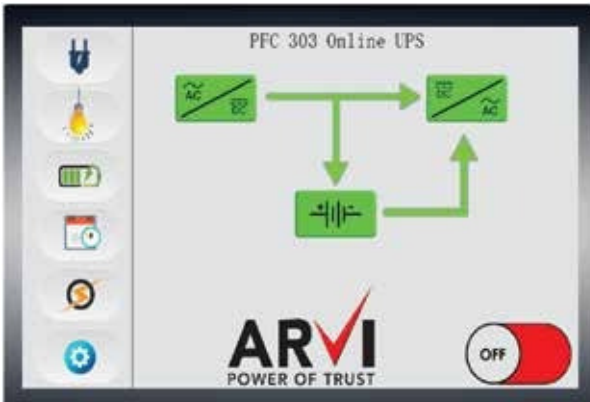 PFC 303 Online UPS
AC
DC
DC
AC
ARVI
POWER OF TRUST
OFF